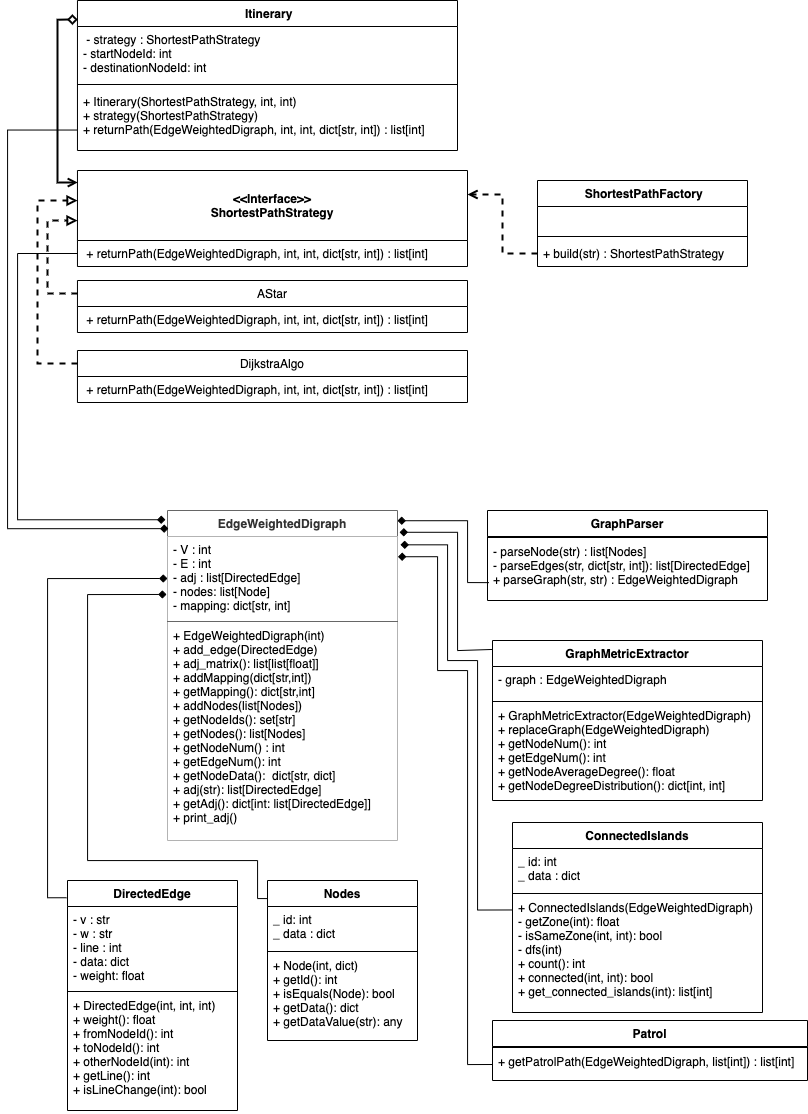 Itinerary
- strategy : ShortestPathStrategy
- startNodeId: int
- destinationNodeId: int
+ Itinerary(ShortestPathStrategy, int, int)
+ strategy(ShortestPathStrategy)
+ returnPath(EdgeWeightedDigraph, int, int, dict[str, int]) : list[int]
<<Interface>>
ShortestPathStrategy
+ returnPath(EdgeWeightedDigraph, int, int, dict[str, int]) : list[int]
ShortestPathFactory
+ build(str) : ShortestPathStrategy
AStar
+ returnPath(EdgeWeightedDigraph, int, int, dict[str, int]) : list[int]
DijkstraAlgo
+ returnPath(EdgeWeightedDigraph, int, int, dict[str, int]) : list[int]
EdgeWeightedDigraph
- V : int
- E : int
- adj : list[DirectedEdge]
- nodes: list[Node]
- mapping: dict[str, int]
+ EdgeWeightedDigraph(int)
+ add_edge(DirectedEdge)
+ adj_matrix(): list[list[float]]
+ addMapping(dict[str,int])
+ getMapping(): dict[str,int]
+ addNodes(list[Nodes])
+ getNodeIds(): set[str]
+ getNodes(): list[Nodes]
+ getNodeNum() : int
+ getEdgeNum(): int
+ getNodeData():  dict[str, dict]
+ adj(str): list[DirectedEdge]
+ getAdj(): dict[int: list[DirectedEdge]]
+ print_adj()
GraphParser
- parseNode(str) : list[Nodes]
- parseEdges(str, dict[str, int]): list[DirectedEdge]
+ parseGraph(str, str) : EdgeWeightedDigraph
GraphMetricExtractor
- graph : EdgeWeightedDigraph
+ GraphMetricExtractor(EdgeWeightedDigraph)
+ replaceGraph(EdgeWeightedDigraph)
+ getNodeNum(): int
+ getEdgeNum(): int
+ getNodeAverageDegree(): float
+ getNodeDegreeDistribution(): dict[int, int]
ConnectedIslands
_ id: int
_ data : dict
+ ConnectedIslands(EdgeWeightedDigraph)
- getZone(int): float
- isSameZone(int, int): bool
- dfs(int)
+ count(): int
+ connected(int, int): bool
+ get_connected_islands(int): list[int]
DirectedEdge
- v : str
- w : str
- line : int
- data: dict
- weight: float
+ DirectedEdge(int, int, int)
+ weight(): float
+ fromNodeId(): int
+ toNodeId(): int
+ otherNodeId(int): int
+ getLine(): int
+ isLineChange(int): bool
Nodes
_ id: int
_ data : dict
+ Node(int, dict)
+ getId(): int
+ isEquals(Node): bool
+ getData(): dict
+ getDataValue(str): any
Patrol
+ getPatrolPath(EdgeWeightedDigraph, list[int]) : list[int]